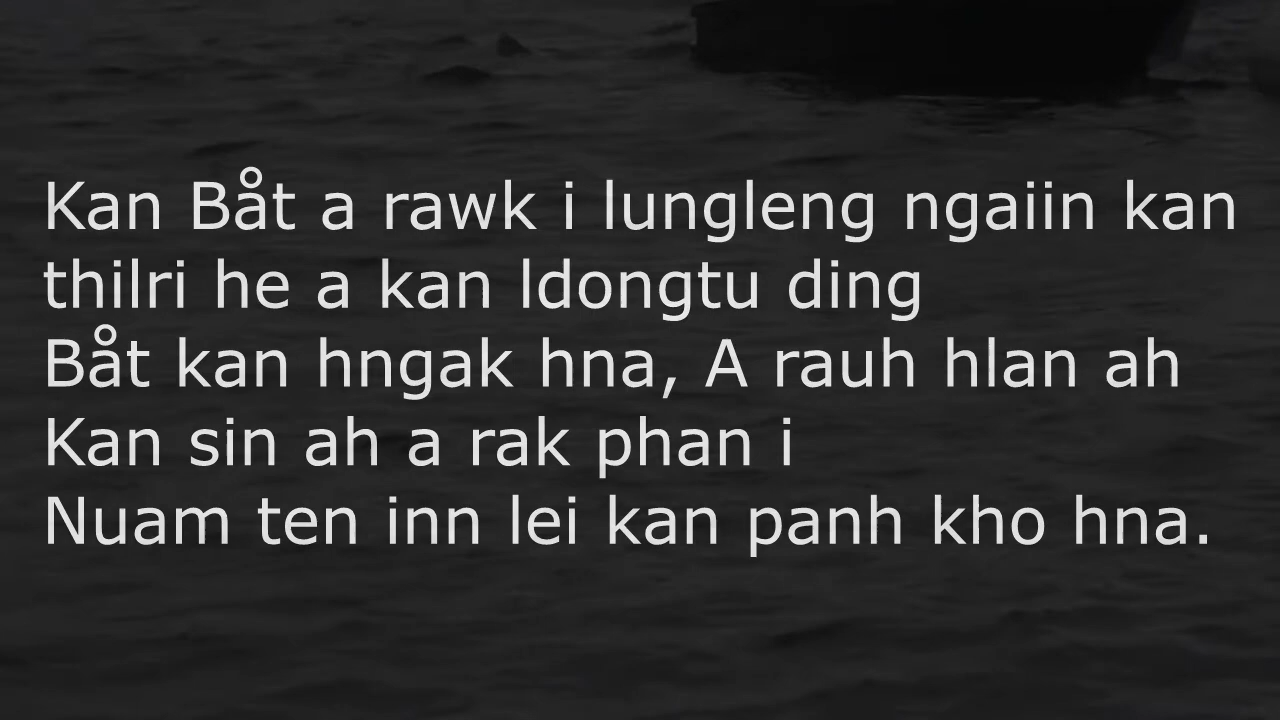 Kan Båt a rawk i lungleng ngaiin kan
thilri he a kan ldongtu ding
Båt kan hngak hna, A rauh hlan ah
Kan sin ah a rak phan i
Nuam ten inn lei kan panh kho hna.